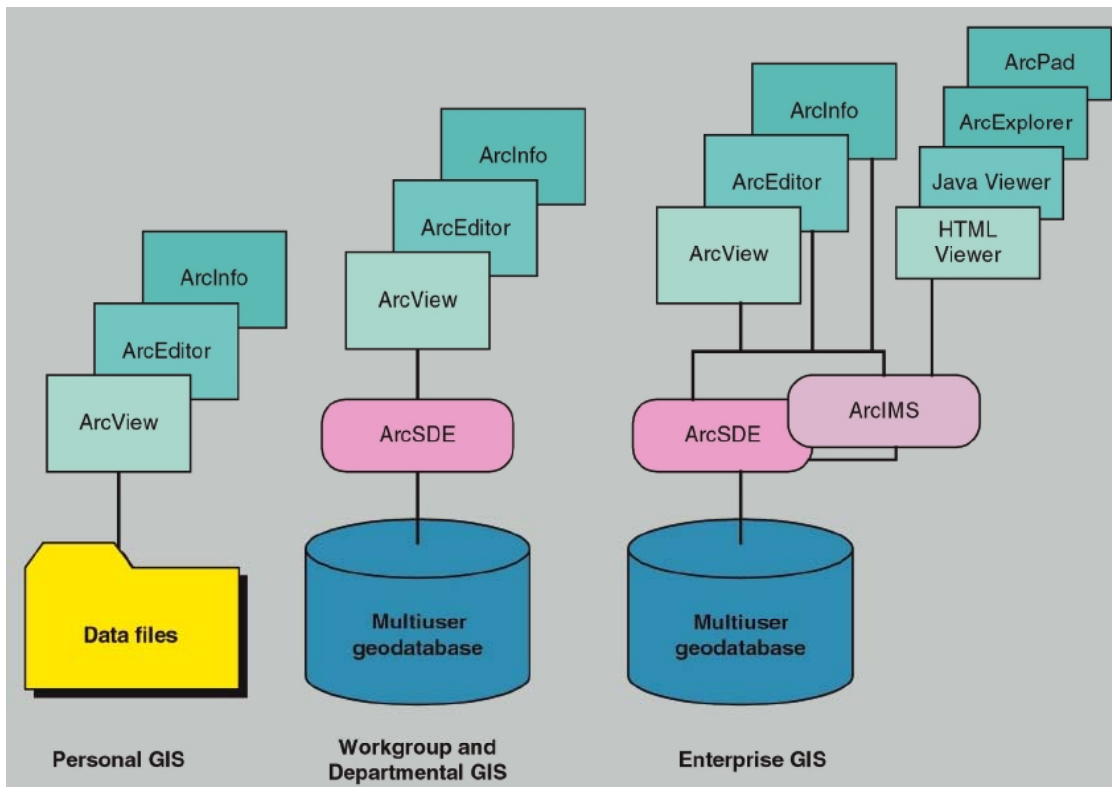 ArcInfo
ArcEditor
ArcView
Data files
Personal GIS
ArcInfo
ArcEditor
ArcView
ArcSDE
Multiuser
geodatabase
Workgroup and
Departmental GIS
ArcInfo
ArcEditor
ArcView
ArcPad
ArcExplorer
Java Viewer
HTML
Viewer
ArcIMS
ArcSDE
Multiuser
geodatabase
Enterprise GIS